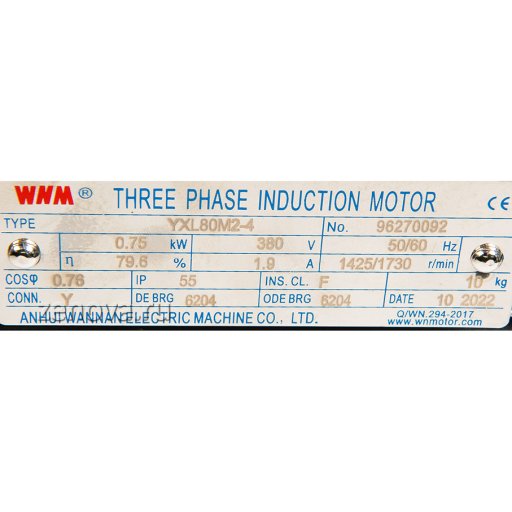 WNM ® THREE PHASE INDUCTION MOTOR CE
TYPE YXL80M2-4 No. 96270092
0.75 kW 380 V 50/60 Hz
η 79.6 % 1.9 A 1425/1730 r/min
COSφ 0.76 IP 55 INS. CL. F 10 kg
CONN. Y DE BRG 6204 ODE BRG 6204 DATE 10 2022
ANHUI WANNAN ELECTRIC MACHINE CO., LTD. Q/WN.294-2017
www.wnmotor.com